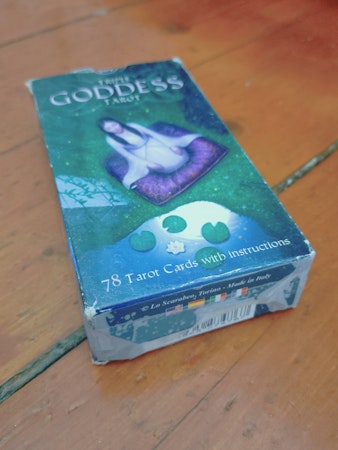 TRIPLE
GODDESS
TAROT
78 Tarot Cards with instructions
© Lo Scarabeo, Torino - Made in Italy